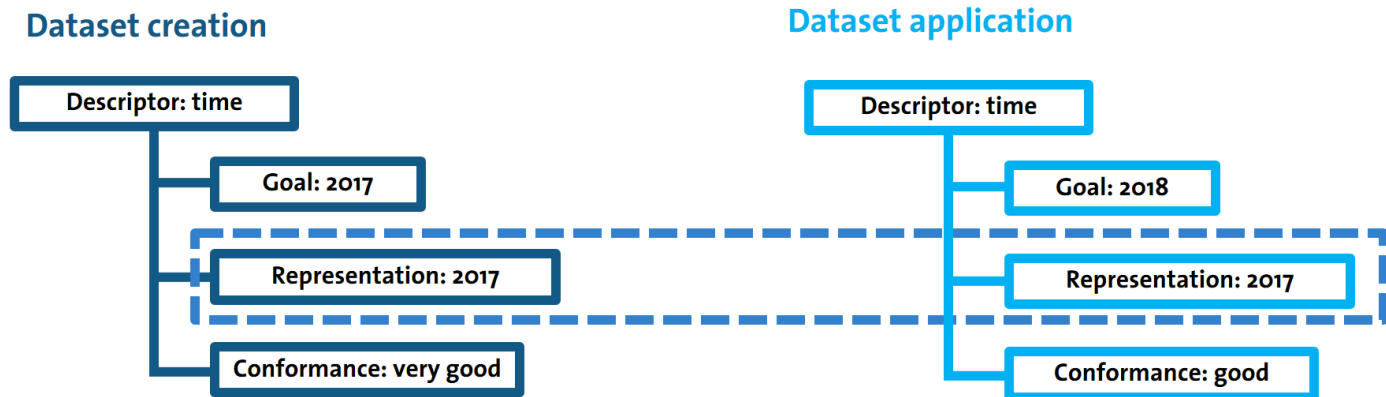 Dataset creation
Descriptor: time
Goal: 2017
Representation: 2017
Conformance: very good
Dataset application
Descriptor: time
Goal: 2018
Representation: 2017
Conformance: good